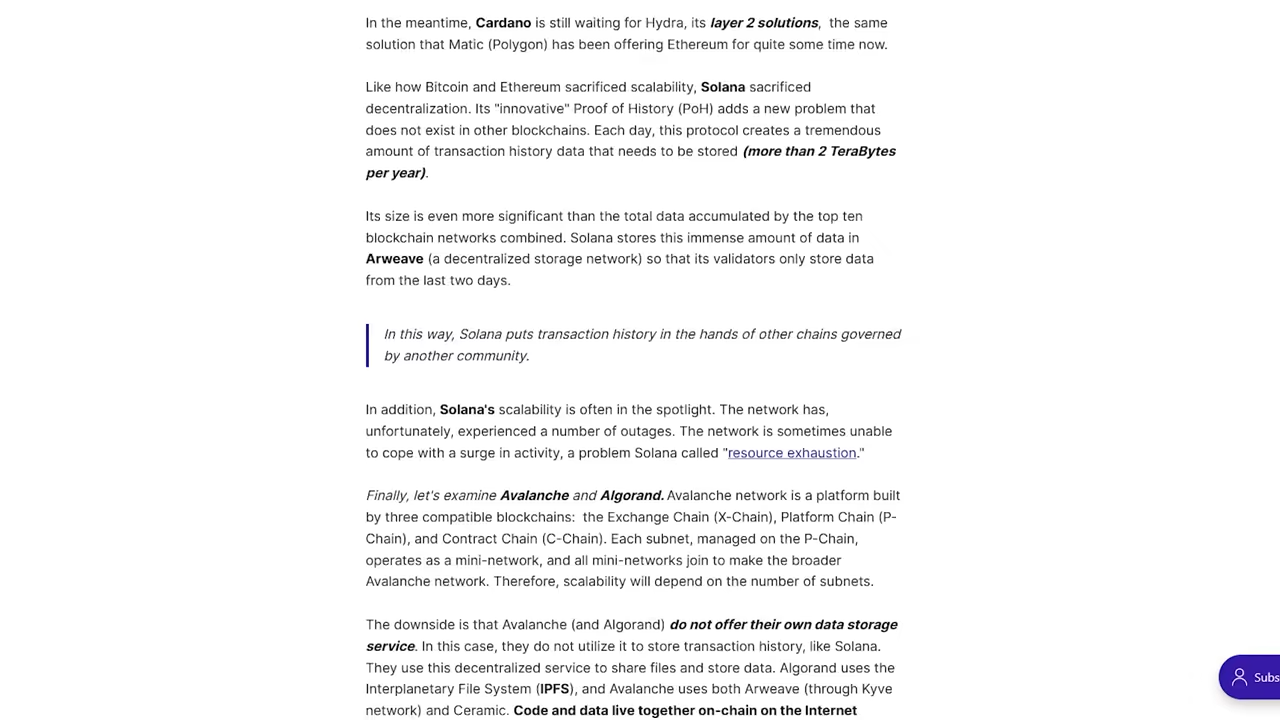 In the meantime, Cardano is still waiting for Hydra, its layer 2 solutions, the same
solution that Matic (Polygon) has been offering Ethereum for quite some time now.
Like how Bitcoin and Ethereum sacrificed scalability, Solana sacrificed
decentralization. Its "innovative" Proof of History (PoH) adds a new problem that
does not exist in other blockchains. Each day, this protocol creates a tremendous
amount of transaction history data that needs to be stored (more than 2 TeraBytes
per year).
Its size is even more significant than the total data accumulated by the top ten
blockchain networks combined. Solana stores this immense amount of data in
Arweave (a decentralized storage network) so that its validators only store data
from the last two days.
In this way, Solana puts transaction history in the hands of other chains governed
by another community.
In addition, Solana's scalability is often in the spotlight. The network has,
unfortunately, experienced a number of outages. The network is sometimes unable
to cope with a surge in activity, a problem Solana called "resource exhaustion."
Finally, let's examine Avalanche and Algorand. Avalanche network is a platform built
by three compatible blockchains: the Exchange Chain (X-Chain), Platform Chain (P-
Chain), and Contract Chain (C-Chain). Each subnet, managed on the P-Chain,
operates as a mini-network, and all mini-networks join to make the broader
Avalanche network. Therefore, scalability will depend on the number of subnets.
The downside is that Avalanche (and Algorand) do not offer their own data storage
service. In this case, they do not utilize it to store transaction history, like Solana.
They use this decentralized service to share files and store data. Algorand uses the
Interplanetary File System (IPFS), and Avalanche uses both Arweave (through Kyve
network) and Ceramic. Code and data live together on-chain on the Internet
Subs